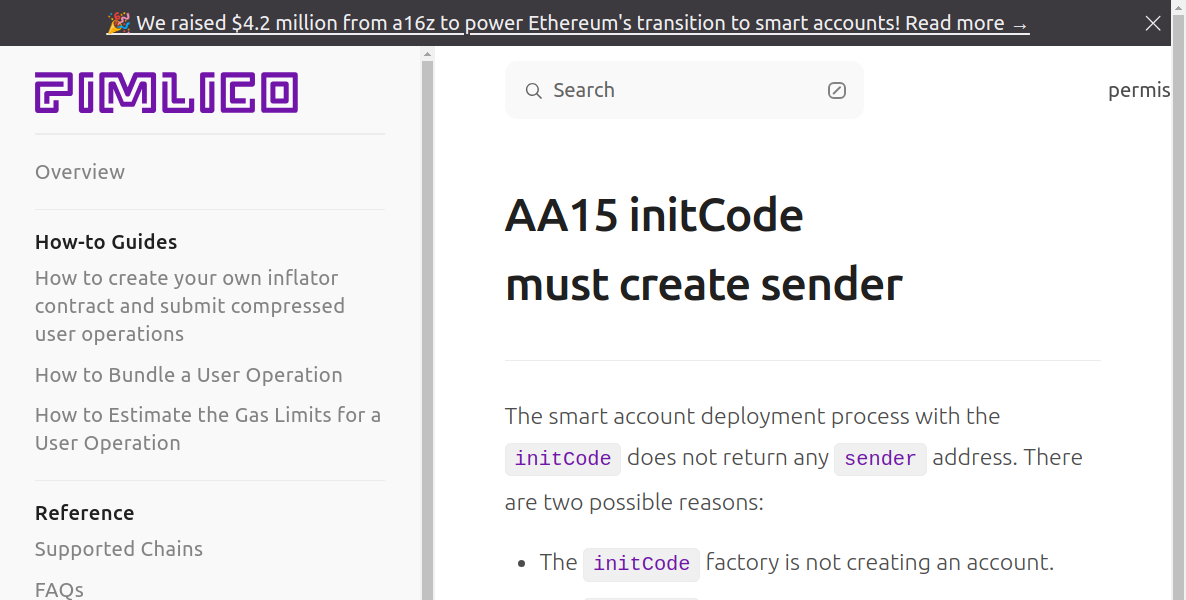 🎉 We raised $4.2 million from a16z to power Ethereum's transition to smart accounts! Read more →
PIMLICO
Overview
How-to Guides
How to create your own inflator
contract and submit compressed
user operations
How to Bundle a User Operation
How to Estimate the Gas Limits for a
User Operation
Reference
Supported Chains
FAQs
Search
permis
AA15 initCode
must create sender
The smart account deployment process with the
initCode does not return any sender address. There
are two possible reasons:
• The initCode factory is not creating an account.